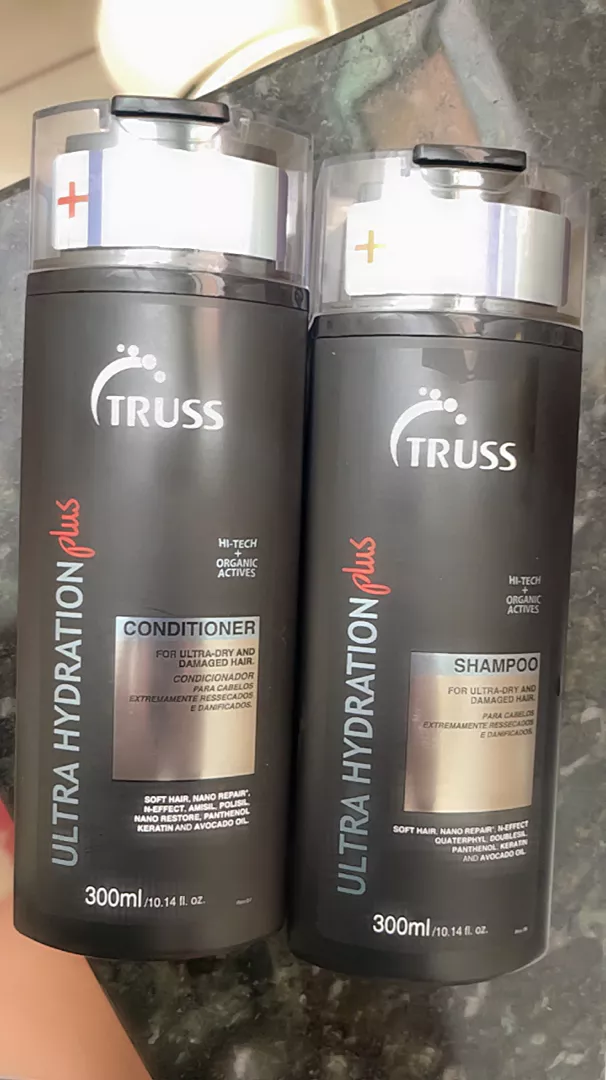 +
TRUSS
ULTRA HYDRATION plus
HI-TECH
+
ORGANIC
ACTIVES
CONDITIONER
FOR ULTRA-DRY AND
DAMAGED HAIR.
CONDICIONADOR
PARA CABELOS
EXTREMAMENTE RESSECADOS
E DANIFICADOS.
SOFT HAIR, NANO REPAIR*,
N-EFFECT, AMISIL, POLISIL,
NANO RESTORE, PANTHENOL
KERATIN AND AVOCADO OIL.
300ml/10.14 fl. oz.
+
TRUSS
ULTRA HYDRATION plus
HI-TECH
+
ORGANIC
ACTIVES
SHAMPOO
FOR ULTRA-DRY AND
DAMAGED HAIR.
PARA CABELOS
EXTREMAMENTE RESSECADOS
E DANIFICADOS.
SOFT HAIR, NANO REPAIR*, N-EFFECT
QUATERPHYL, DOUBLESIL,
PANTHENOL, KERATIN
AND AVOCADO OIL.
300ml/10.14 fl. oz.